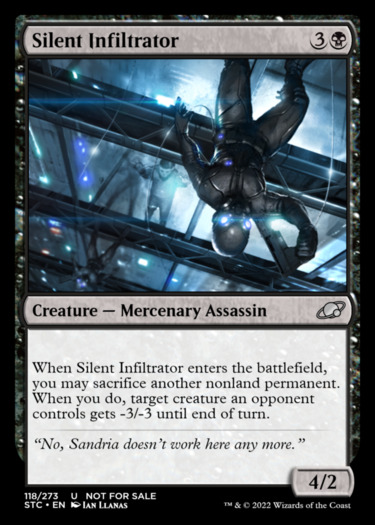 Silent Infiltrator 3
Creature — Mercenary Assassin
When Silent Infiltrator enters the battlefield,
you may sacrifice another nonland permanent.
When you do, target creature an opponent
controls gets -3/-3 until end of turn.
“No, Sandria doesn’t work here any more.”
4/2
118/273 U NOT FOR SALE
STC • EN Ian Llanas
™ & © 2022 Wizards of the Coast